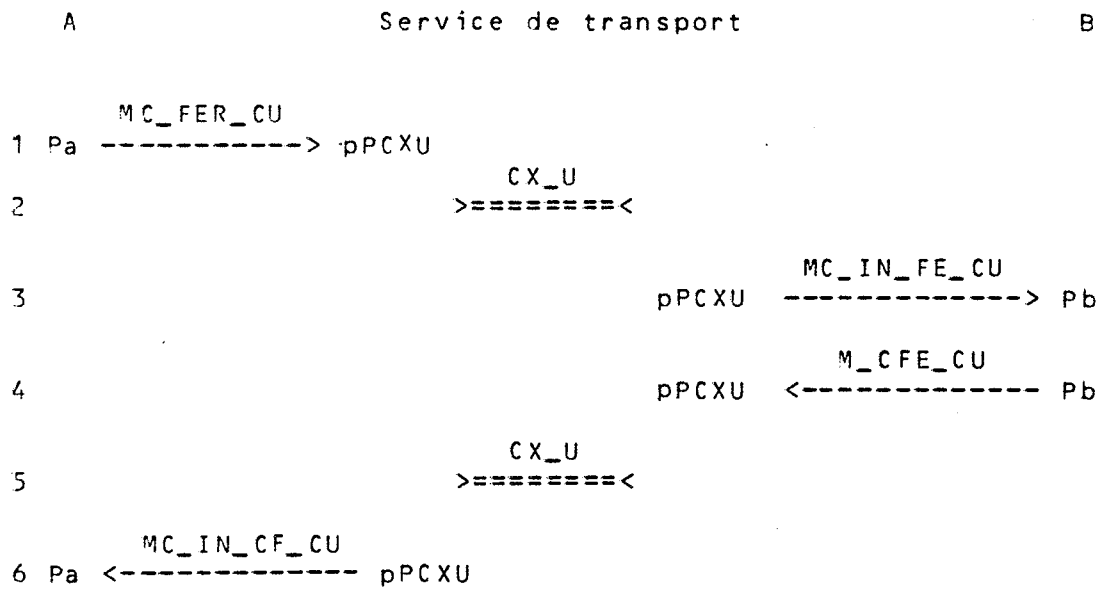 A Service de transport B
MC_FER_CU
1 Pa -----------> pPCXU
CX_U
2 >========<
MC_IN_FE_CU
3 pPCXU -------------> Pb
M_CFE_CU
4 pPCXU <------------- Pb
CX_U
5 >========<
MC_IN_CF_CU
6 Pa <------------- pPCXU